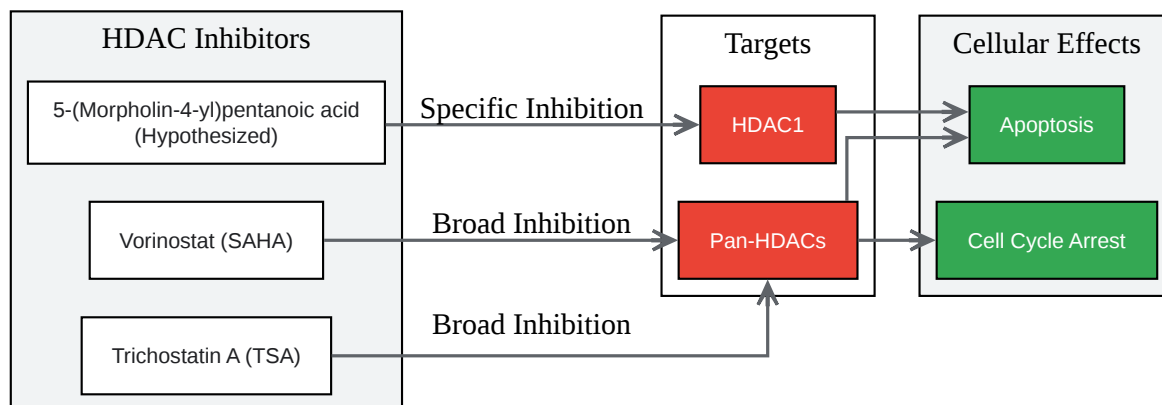 HDAC Inhibitors
5-(Morpholin-4-yl)pentanoic acid
(Hypothesized)
Vorinostat (SAHA)
Trichostatin A (TSA)
Specific Inhibition
Broad Inhibition
Broad Inhibition
Targets
HDAC1
Pan-HDACs
Cellular Effects
Apoptosis
Cell Cycle Arrest